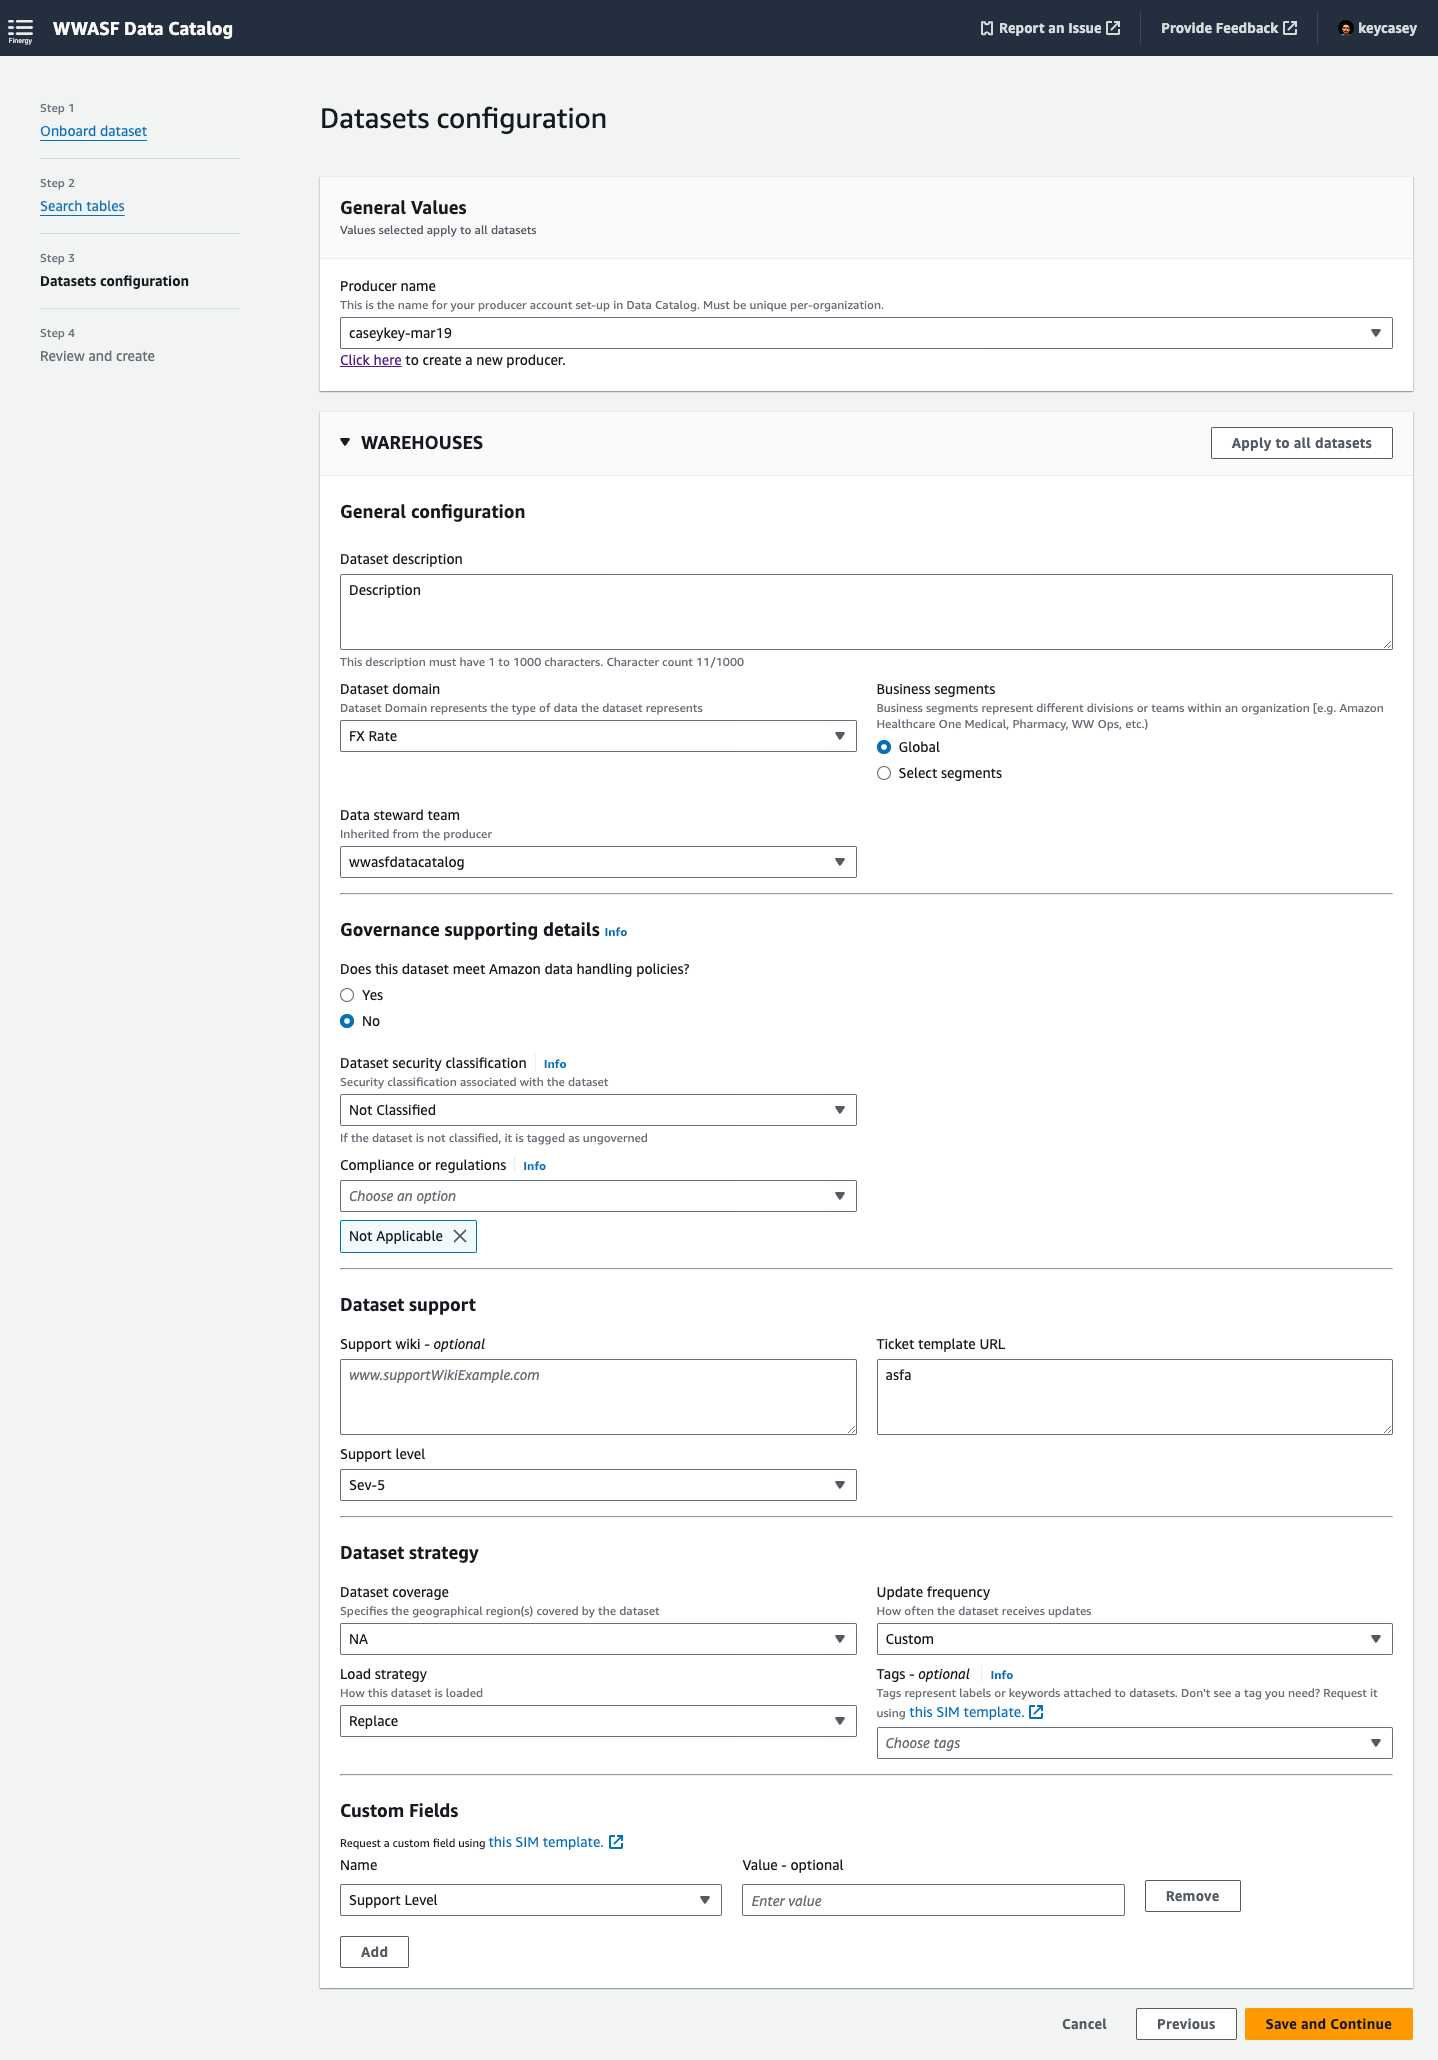 Finergy
WWASF Data Catalog
Report an Issue
Provide Feedback
keycasey
Step 1
Onboard dataset
Step 2
Search tables
Step 3
Datasets configuration
Step 4
Review and create
Datasets configuration
General Values
Values selected apply to all datasets
Producer name
This is the name for your producer account set-up in Data Catalog. Must be unique per-organization.
caseykey-mar19
Click here to create a new producer.
WAREHOUSES
Apply to all datasets
General configuration
Dataset description
Description
This description must have 1 to 1000 characters. Character count 11/1000
Dataset domain
Dataset Domain represents the type of data the dataset represents
FX Rate
Business segments
Business segments represent different divisions or teams within an organization [e.g. Amazon
Healthcare One Medical, Pharmacy, WW Ops, etc.)
Global
Select segments
Data steward team
Inherited from the producer
wwasfdatacatalog
Governance supporting details Info
Does this dataset meet Amazon data handling policies?
Yes
No
Dataset security classification Info
Security classification associated with the dataset
Not Classified
If the dataset is not classified, it is tagged as ungoverned
Compliance or regulations Info
Choose an option
Not Applicable
Dataset support
Support wiki - optional
www.supportWikiExample.com
Ticket template URL
asfa
Support level
Sev-5
Dataset strategy
Dataset coverage
Specifies the geographical region(s) covered by the dataset
NA
Update frequency
How often the dataset receives updates
Custom
Load strategy
How this dataset is loaded
Replace
Tags - optional Info
Tags represent labels or keywords attached to datasets. Don't see a tag you need? Request it
using this SIM template.
Choose tags
Custom Fields
Request a custom field using this SIM template.
Name
Support Level
Value - optional
Enter value
Remove
Add
Cancel
Previous
Save and Continue